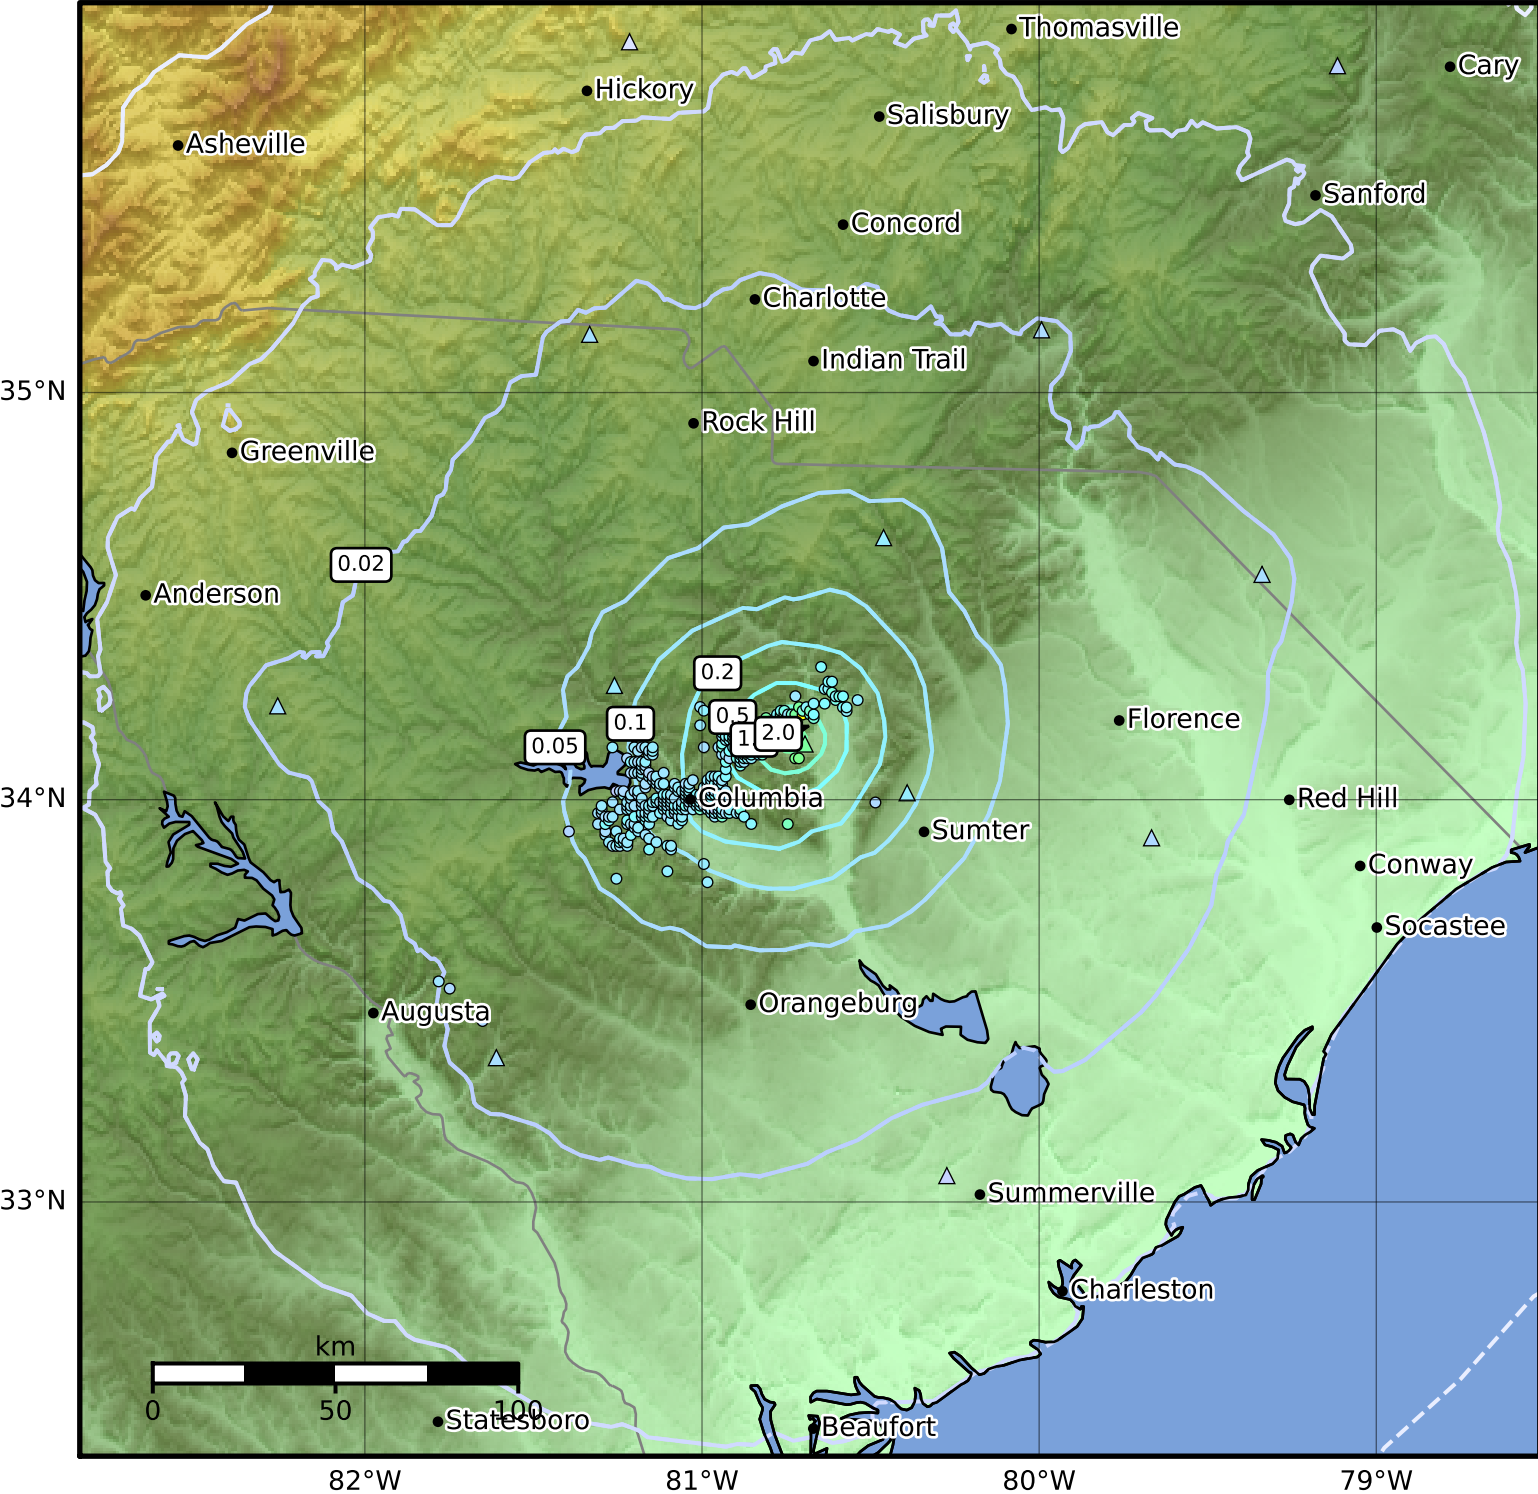 Thomasville
Cary
Hickory
Salisbury
Asheville
Sanford
Concord
Charlotte
Indian Trail
35°N
Rock Hill
Greenville
0.02
Anderson
0.2
0.5
0.1
Florence
2.0
0.05
34°N
Columbia
Red Hill
Sumter
Conway
Socastee
Orangeburg
Augusta
33°N
Summerville
Charleston
km
0 50 100
Statesboro
Beaufort
82°W 81°W 80°W 79°W